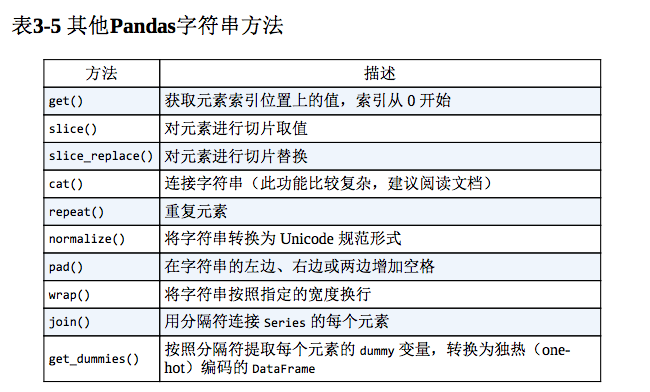 表3-5 其他Pandas字符串方法
方法 描述
get() 获取元素索引位置上的值，索引从 0 开始
slice() 对元素进行切片取值
slice_replace() 对元素进行切片替换
cat() 连接字符串（此功能比较复杂，建议阅读文档）
repeat() 重复元素
normalize() 将字符串转换为 Unicode 规范形式
pad() 在字符串的左边、右边或两边增加空格
wrap() 将字符串按照指定的宽度换行
join() 用分隔符连接 Series 的每个元素
get_dummies() 按照分隔符提取每个元素的 dummy 变量，转换为独热（one-
hot）编码的 DataFrame